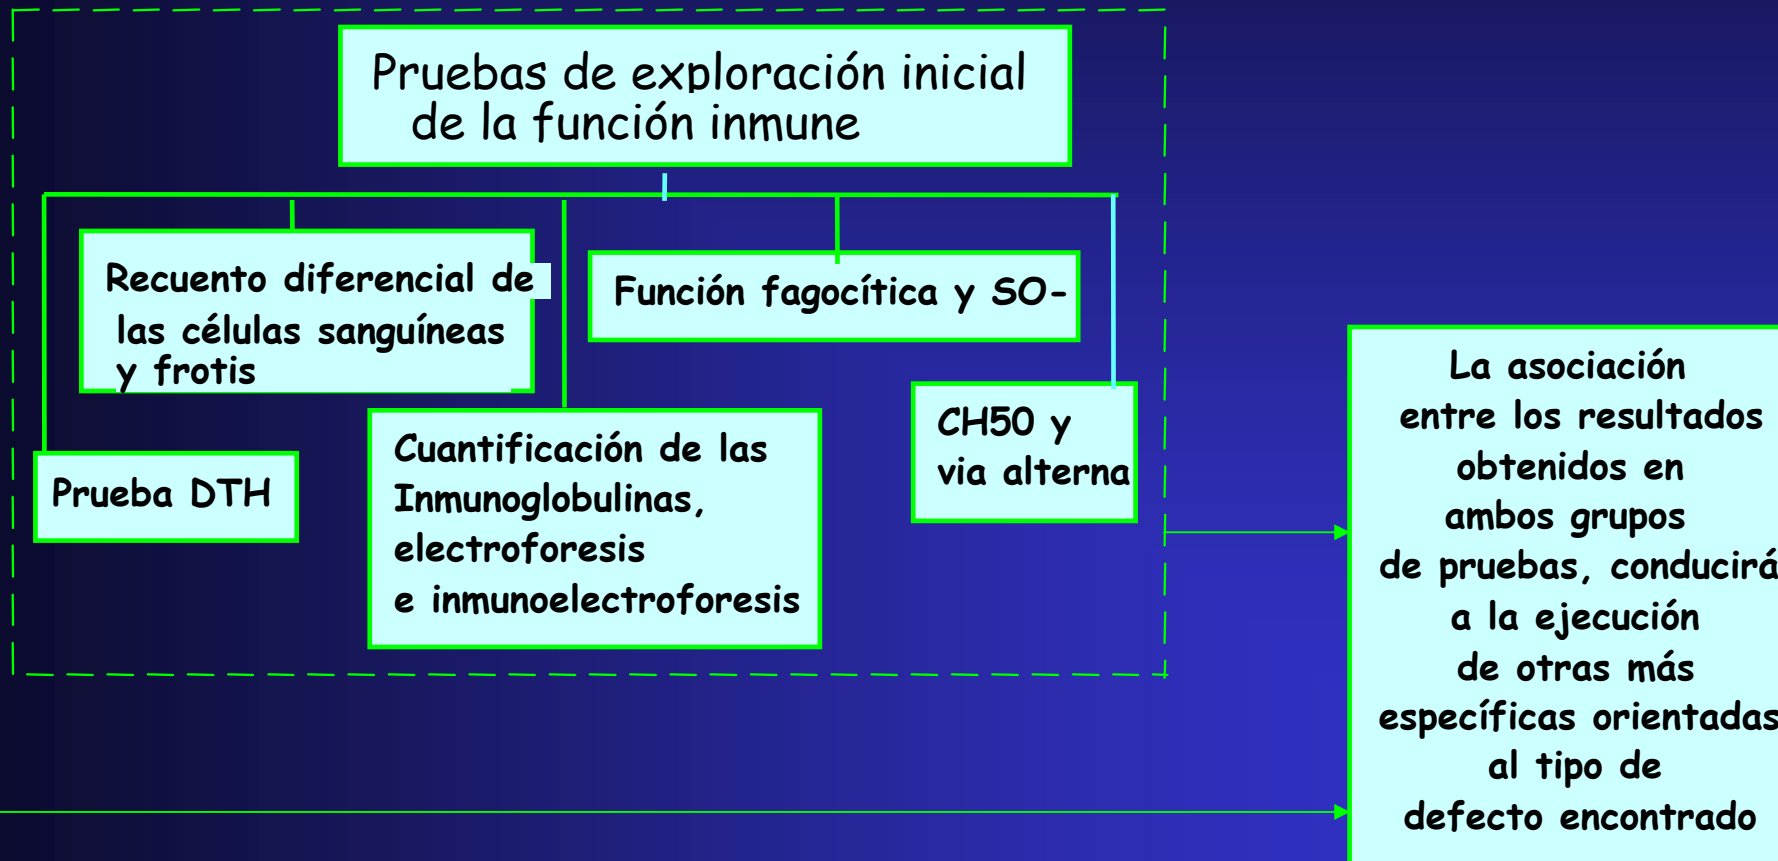 Pruebas de exploración inicial
de la función inmune
Recuento diferencial de
las células sanguíneas
y frotis
Función fagocítica y SO-
Prueba DTH
Cuantificación de las
Inmunoglobulinas,
electroforesis
e inmunoelectroforesis
CH50 y
via alterna
La asociación
entre los resultados
obtenidos en
ambos grupos
de pruebas, conducirá
a la ejecución
de otras más
específicas orientadas
al tipo de
defecto encontrado